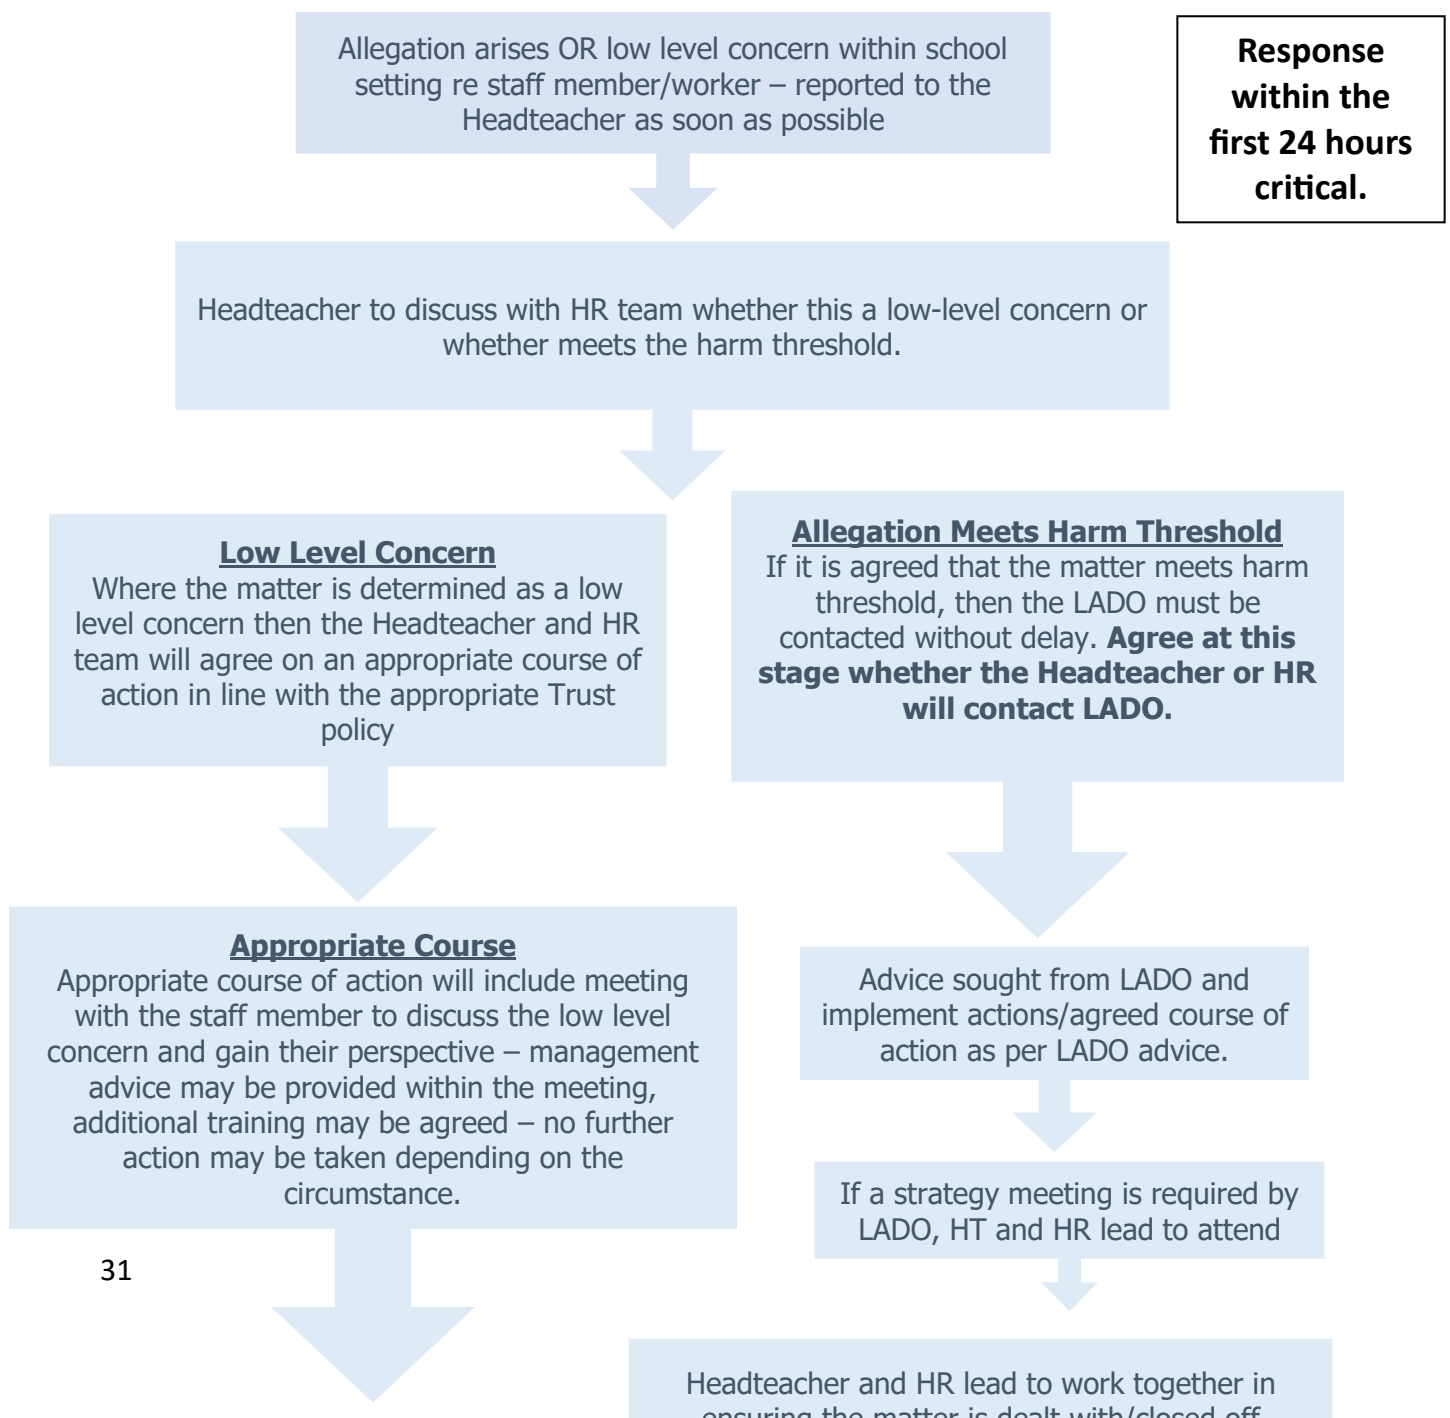 Allegation arises OR low level concern within school
setting re staff member/worker – reported to the
Headteacher as soon as possible
Response
within the
first 24 hours
critical.
Headteacher to discuss with HR team whether this a low-level concern or
whether meets the harm threshold.
Low Level Concern
Where the matter is determined as a low
level concern then the Headteacher and HR
team will agree on an appropriate course of
action in line with the appropriate Trust
policy
Allegation Meets Harm Threshold
If it is agreed that the matter meets harm
threshold, then the LADO must be
contacted without delay. Agree at this
stage whether the Headteacher or HR
will contact LADO.
Appropriate Course
Appropriate course of action will include meeting
with the staff member to discuss the low level
concern and gain their perspective – management
advice may be provided within the meeting,
additional training may be agreed – no further
action may be taken depending on the
circumstance.
Advice sought from LADO and
implement actions/agreed course of
action as per LADO advice.
If a strategy meeting is required by
LADO, HT and HR lead to attend
31
Headteacher and HR lead to work together in
ensuring the matter is dealt with/closed off